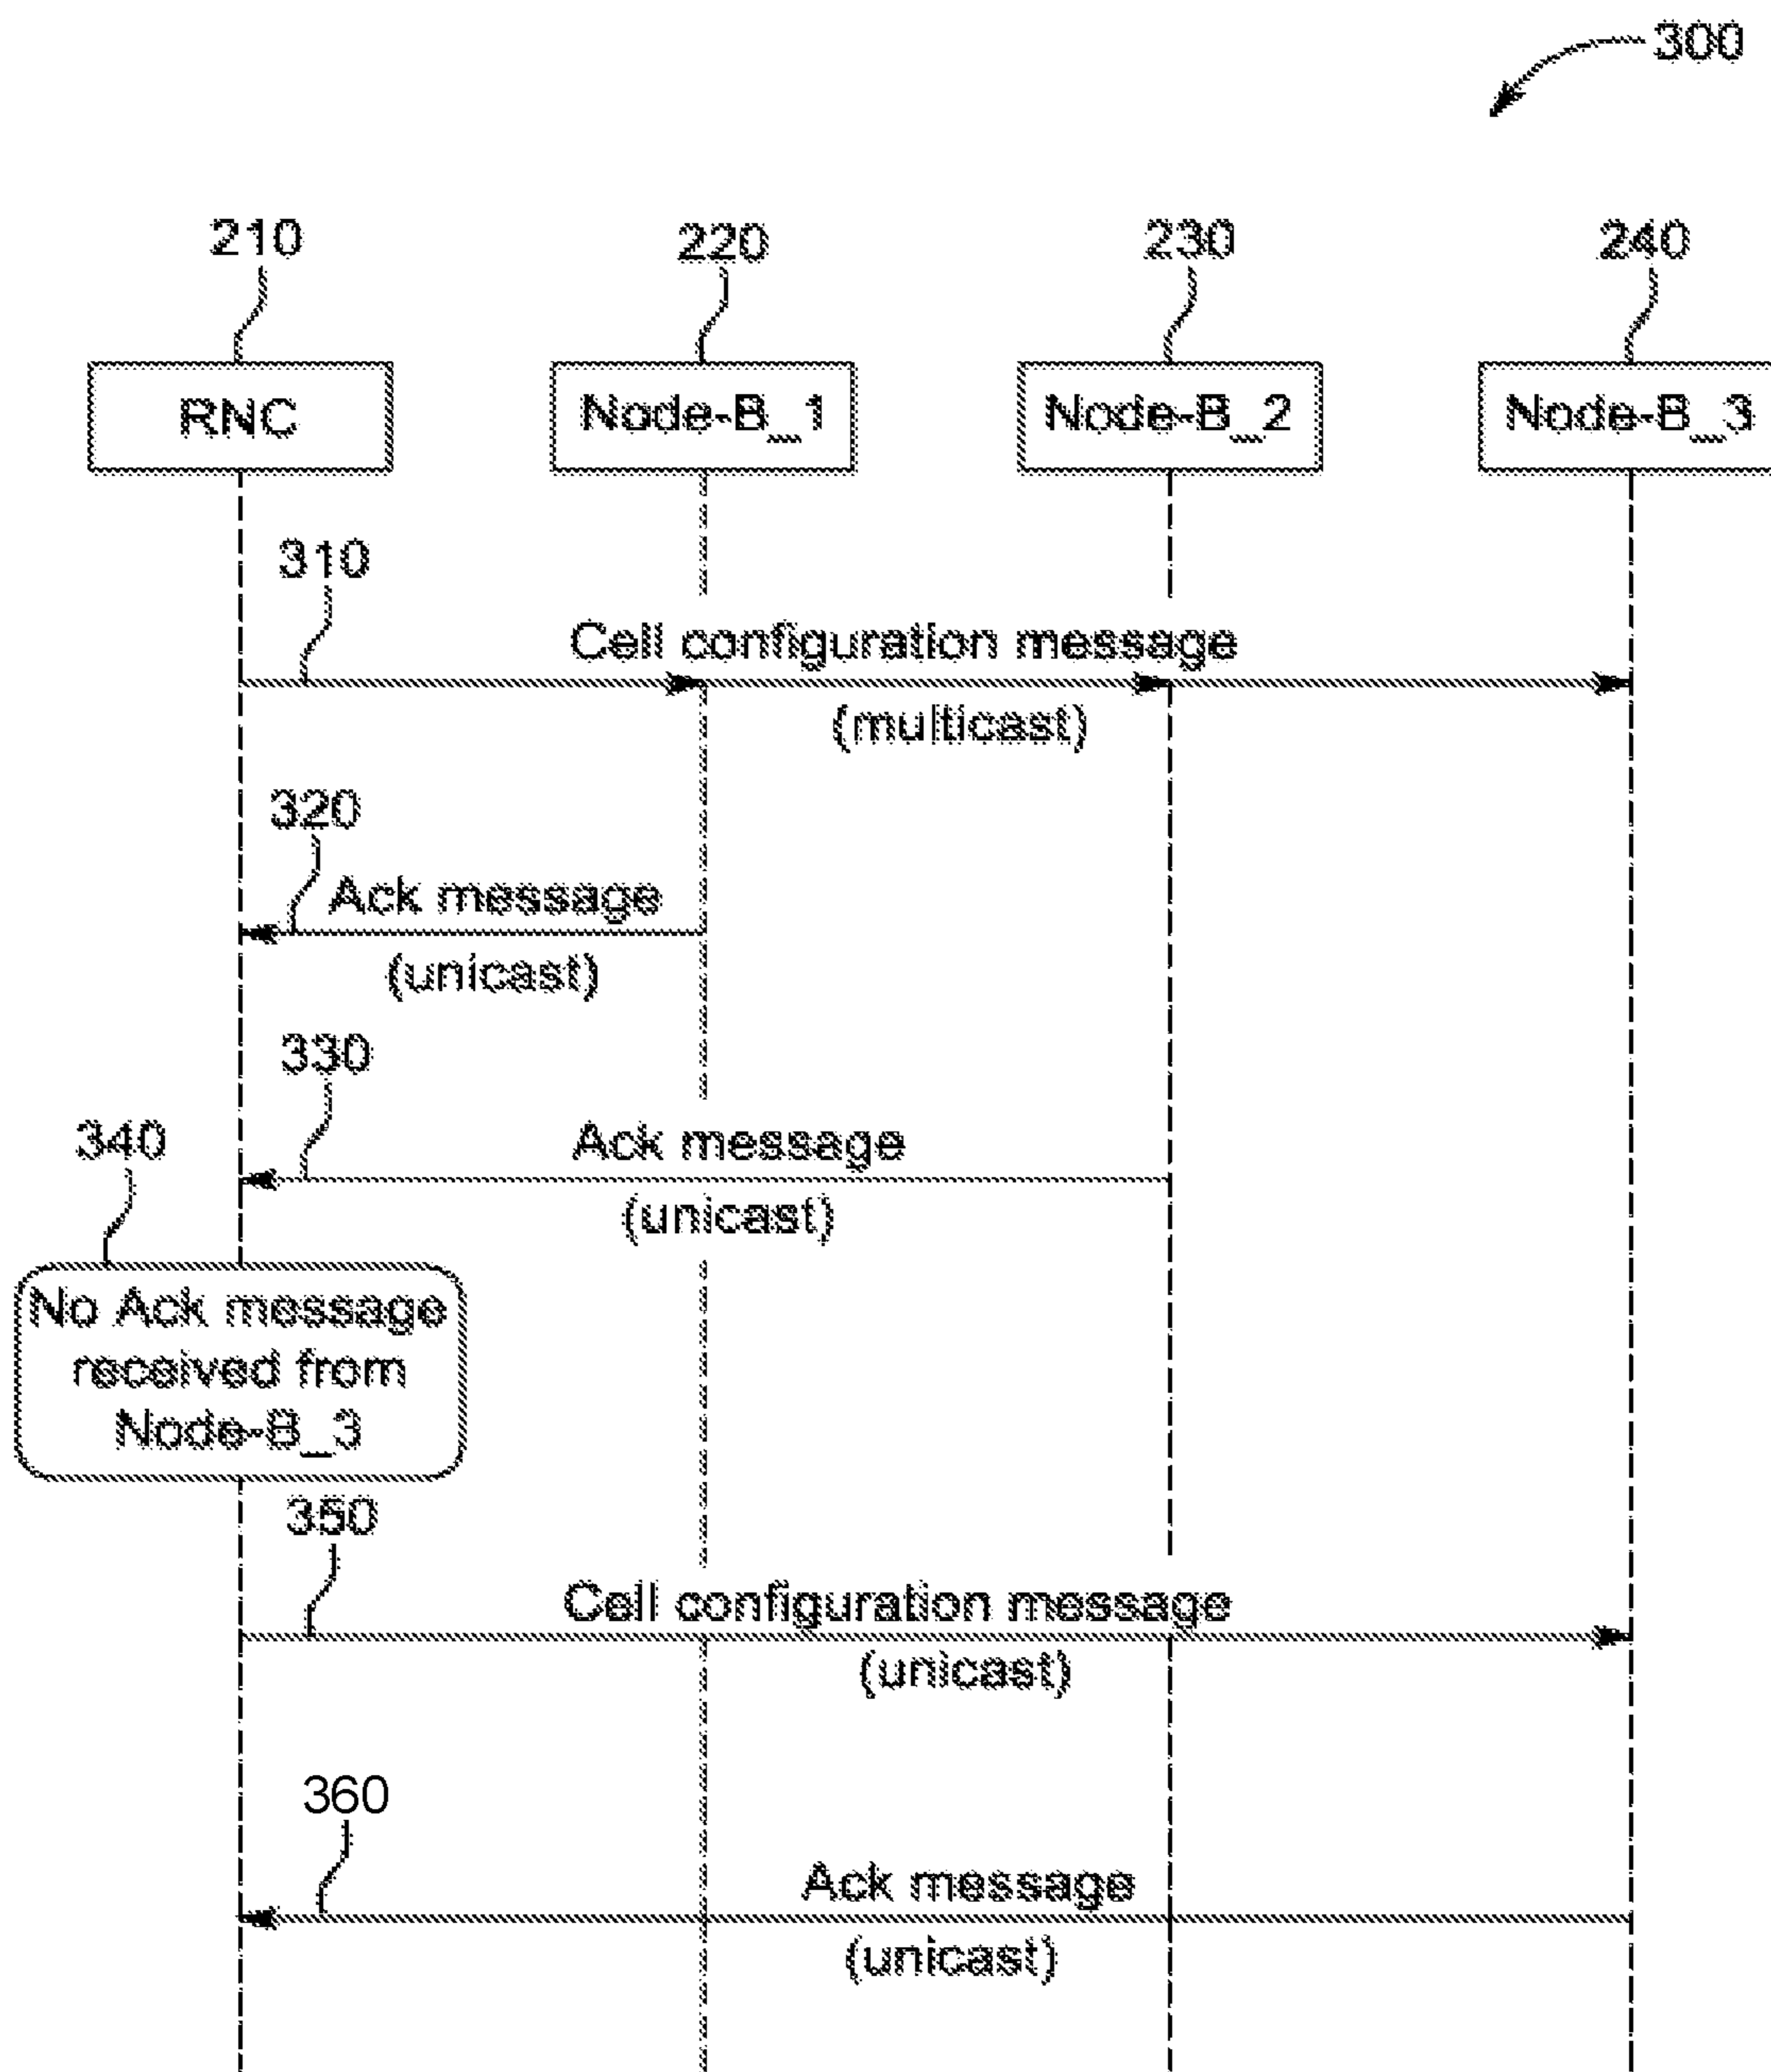 300
210
220
230
240
RNC
Node-B_1
Node-B_2
Node-B_3
310
Cell configuration message
(multicast)
320
Ack message
(unicast)
330
Ack message
(unicast)
340
No Ack message
received from
Node-B_3
350
Cell configuration message
(unicast)
360
Ack message
(unicast)